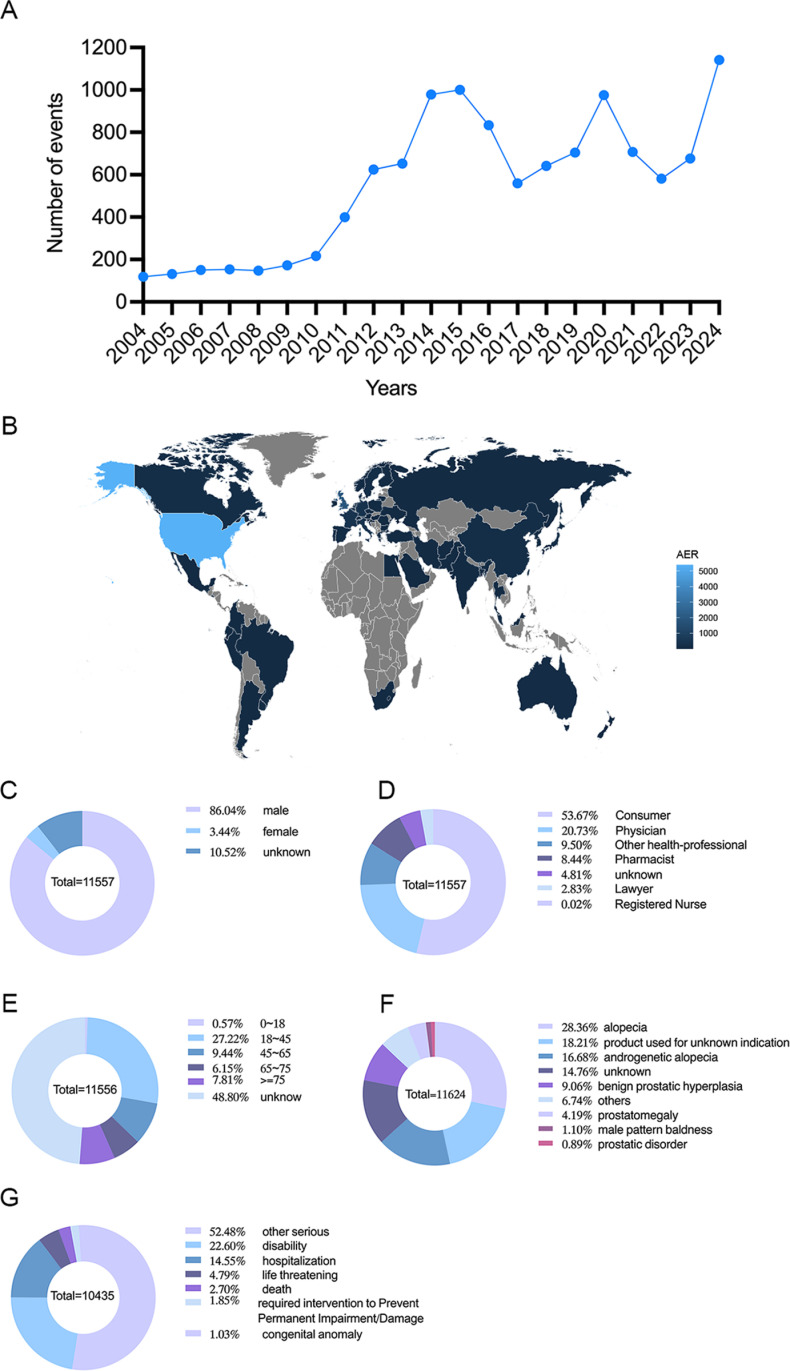 A
Number of events
1200
1000
800
600
400
200
0
2004 2005 2006 2007 2008 2009 2010 2011 2012 2013 2014 2015 2016 2017 2018 2019 2020 2021 2022 2023 2024
Years
B
AER
5000
4000
3000
2000
1000
C
Total=11557
86.04% male
3.44% female
10.52% unknown
D
Total=11557
53.67% Consumer
20.73% Physician
9.50% Other health-professional
8.44% Pharmacist
4.81% unknown
2.83% Lawyer
0.02% Registered Nurse
E
Total=11556
0.57% 0~18
27.22% 18~45
9.44% 45~65
6.15% 65~75
7.81% >=75
48.80% unknow
F
Total=11624
28.36% alopecia
18.21% product used for unknown indication
16.68% androgenetic alopecia
14.76% unknown
9.06% benign prostatic hyperplasia
6.74% others
4.19% prostatomegaly
1.10% male pattern baldness
0.89% prostatic disorder
G
Total=10435
52.48% other serious
22.60% disability
14.55% hospitalization
4.79% life threatening
2.70% death
1.85% required intervention to Prevent
Permanent Impairment/Damage
1.03% congenital anomaly